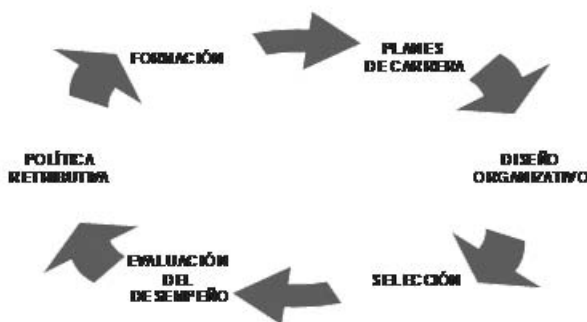 FORMACIÓN
PLANES
DE CARRERA
DISEÑO
ORGANIZATIVO
SELECCIÓN
EVALUACIÓN
DEL
DESEMPEÑO
POLÍTICA
RETRIBUTIVA